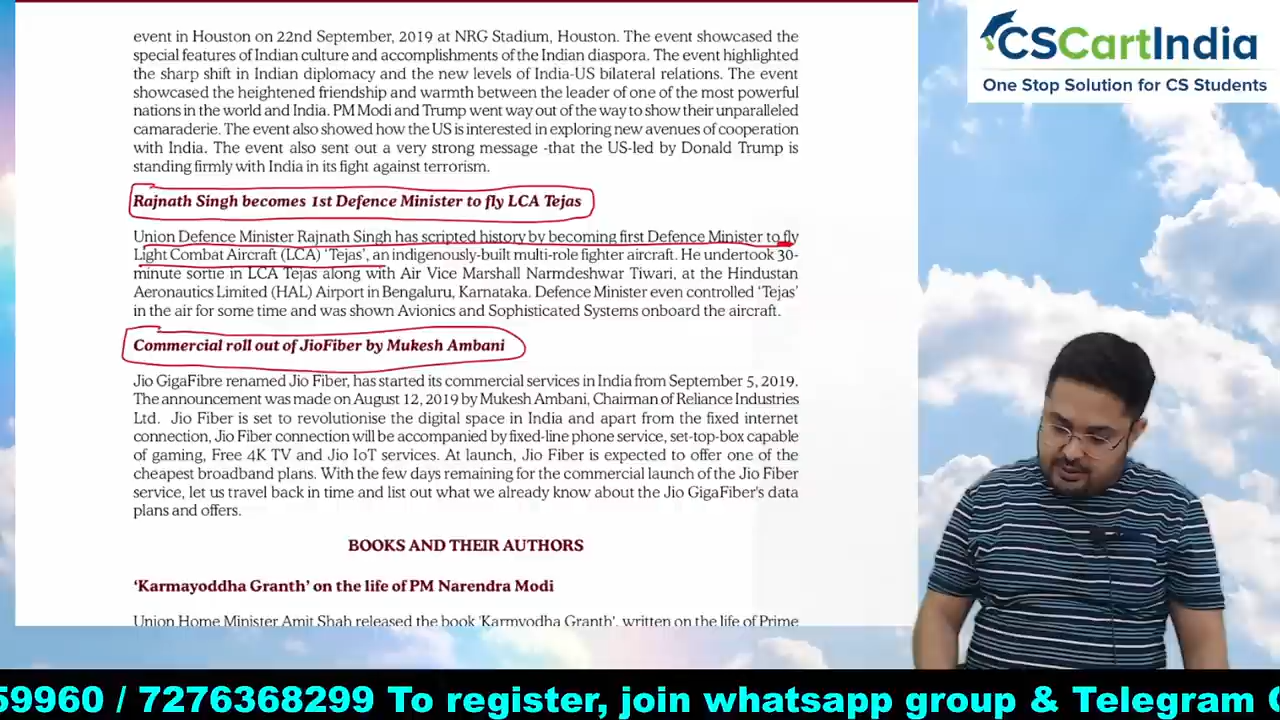 event in Houston on 22nd September, 2019 at NRG Stadium, Houston. The event showcased the
special features of Indian culture and accomplishments of the Indian diaspora. The event highlighted
the sharp shift in Indian diplomacy and the new levels of India-US bilateral relations. The event
showcased the heightened friendship and warmth between the leader of one of the most powerful
nations in the world and India. PM Modi and Trump went way out of the way to show their unparalleled
camaraderie. The event also showed how the US is interested in exploring new avenues of cooperation
with India. The event also sent out a very strong message -that the US-led by Donald Trump is
standing firmly with India in its fight against terrorism.
Rajnath Singh becomes 1st Defence Minister to fly LCA Tejas
Union Defence Minister Rajnath Singh has scripted history by becoming first Defence Minister to fly
Light Combat Aircraft (LCA) 'Tejas', an indigenously-built multi-role fighter aircraft. He undertook 30-
minute sortie in LCA Tejas along with Air Vice Marshall Narmdeshwar Tiwari, at the Hindustan
Aeronautics Limited (HAL) Airport in Bengaluru, Karnataka. Defence Minister even controlled 'Tejas'
in the air for some time and was shown Avionics and Sophisticated Systems onboard the aircraft.
Commercial roll out of JioFiber by Mukesh Ambani
Jio GigaFibre renamed Jio Fiber, has started its commercial services in India from September 5, 2019.
The announcement was made on August 12, 2019 by Mukesh Ambani, Chairman of Reliance Industries
Ltd. Jio Fiber is set to revolutionise the digital space in India and apart from the fixed internet
connection, Jio Fiber connection will be accompanied by fixed-line phone service, set-top-box capable
of gaming, Free 4K TV and Jio IoT services. At launch, Jio Fiber is expected to offer one of the
cheapest broadband plans. With the few days remaining for the commercial launch of the Jio Fiber
service, let us travel back in time and list out what we already know about the Jio GigaFiber's data
plans and offers.
BOOKS AND THEIR AUTHORS
'Karmayoddha Granth' on the life of PM Narendra Modi
Union Home Minister Amit Shah released the book 'Karmyodha Granth', written on the life of Prime
CSCartIndia
One Stop Solution for CS Students
59960 / 7276368299 To register, join whatsapp group & Telegram